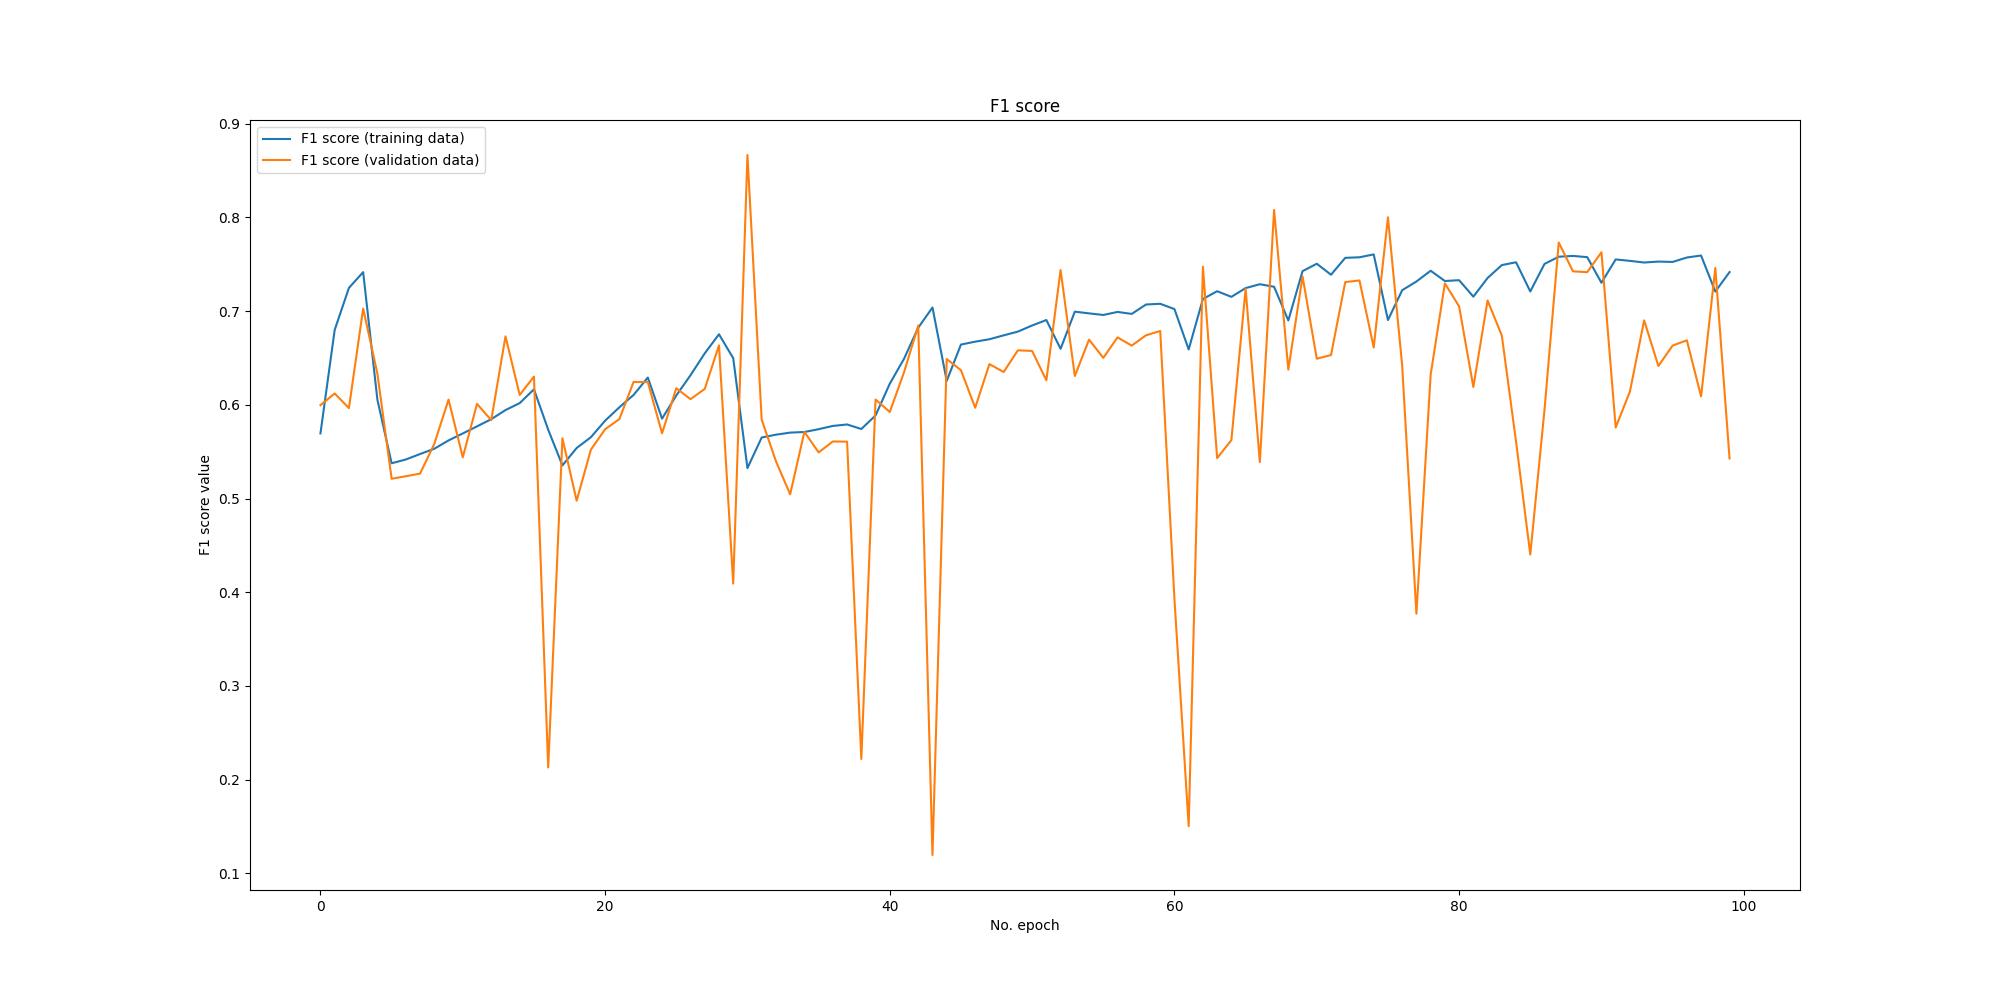 F1 score
0.9
0.8
0.7
0.6
0.5
0.4
0.3
0.2
0.1
F1 score value
F1 score (training data)
F1 score (validation data)
0 20 40 60 80 100
No. epoch